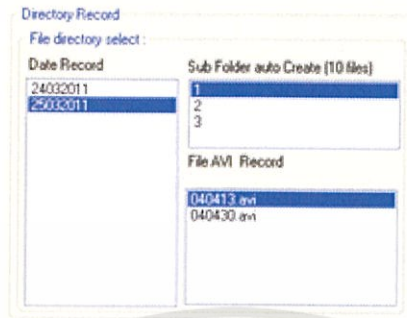 Directory Record
File directory select :
Date Record
24032011
25032011
Sub Folder auto Create (10 files)
1
2
3
File AVI Record
040413.avi
040430.avi